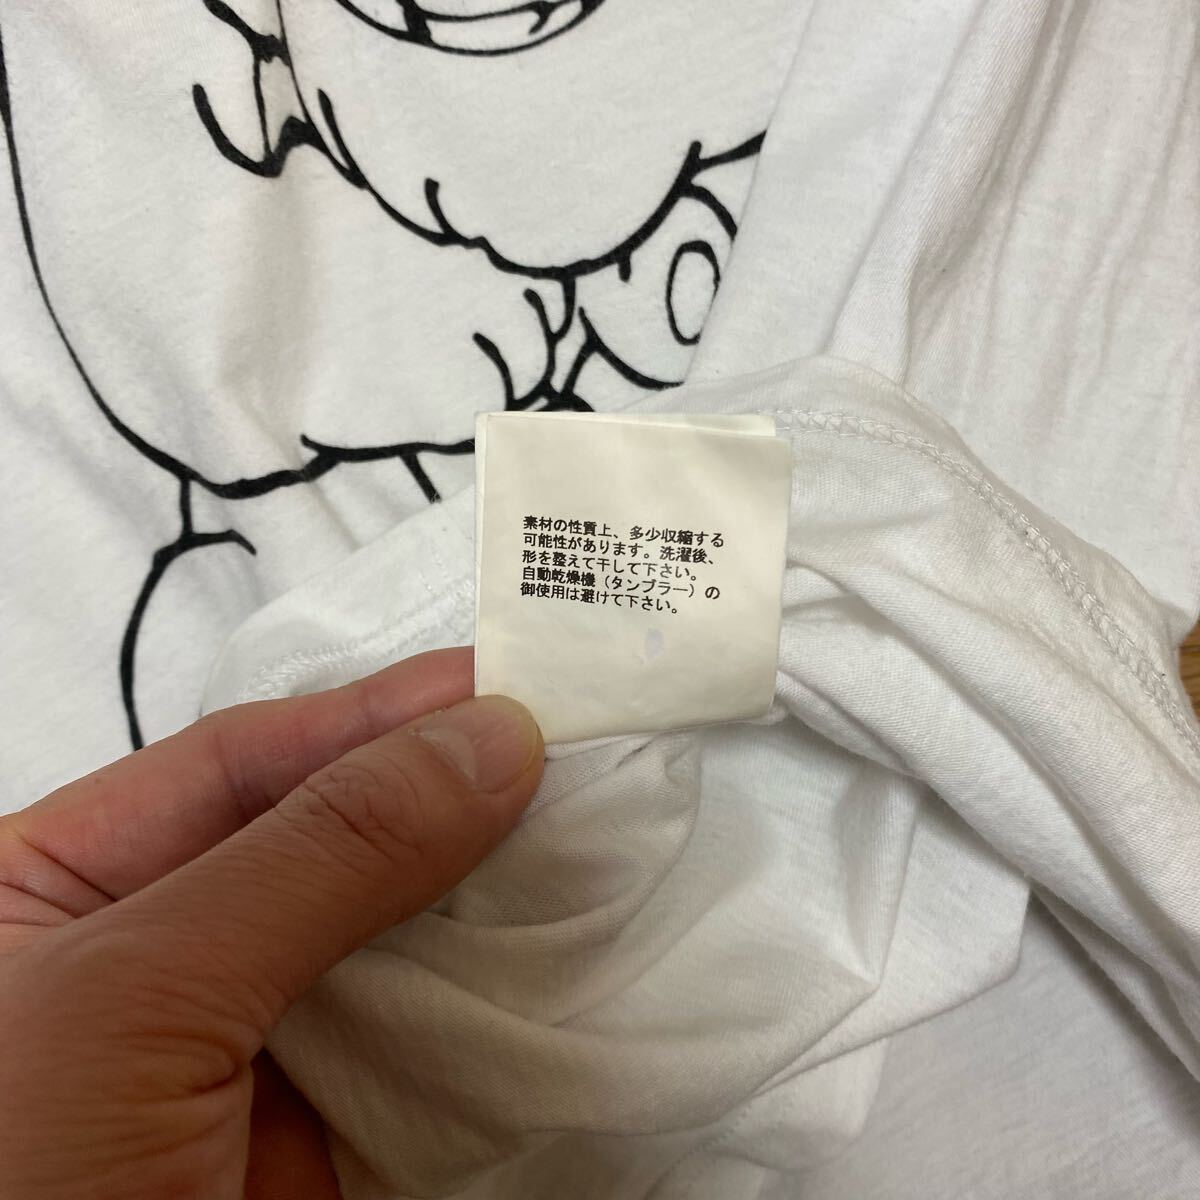 素材の性質上、多少収縮する
可能性があります。洗濯後、
形を整えて干して下さい。
自動乾燥機（タンブラー）の
御使用は避けて下さい。